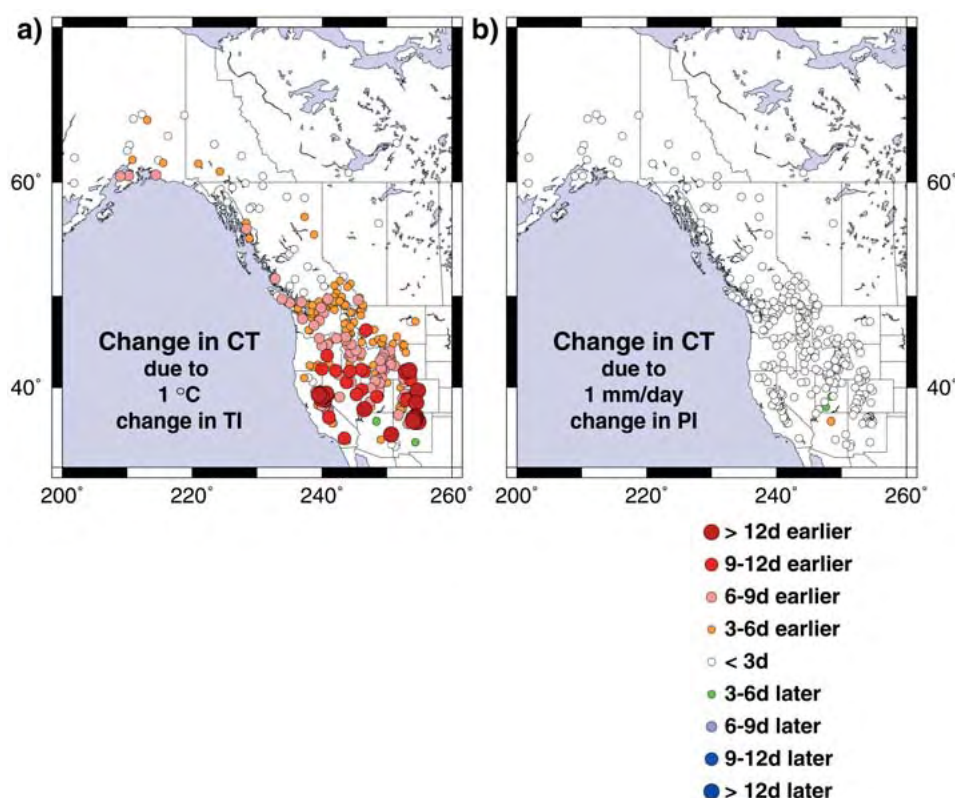 a)
b)
60°
60°
40°
40°
Change in CT
due to
1 °C
change in TI
Change in CT
due to
1 mm/day
change in PI
200°
220°
240°
260°
200°
220°
240°
260°
> 12d earlier
9-12d earlier
6-9d earlier
3-6d earlier
< 3d
3-6d later
6-9d later
9-12d later
> 12d later